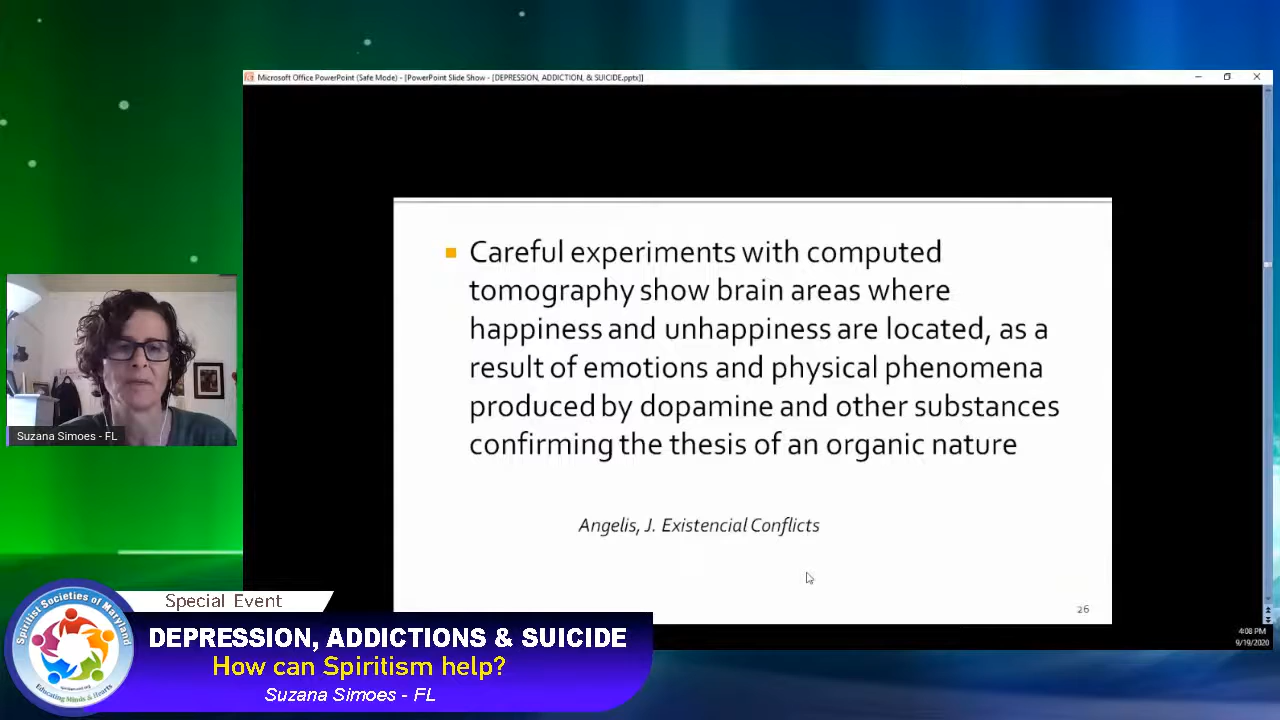 Microsoft Office PowerPoint (Safe Mode) - [PowerPoint Slide Show - [DEPRESSION, ADDICTION, & SUICIDE.pptx]]
Careful experiments with computed
tomography show brain areas where
happiness and unhappiness are located, as a
result of emotions and physical phenomena
produced by dopamine and other substances
confirming the thesis of an organic nature
Angelis, J. Existencial Conflicts
26
4:08 PM
9/19/2020
Suzana Simoes - FL
Special Event
DEPRESSION, ADDICTIONS & SUICIDE
How can Spiritism help?
Suzana Simoes - FL
Spiritist Societies of Maryland
Educating Minds & Hearts